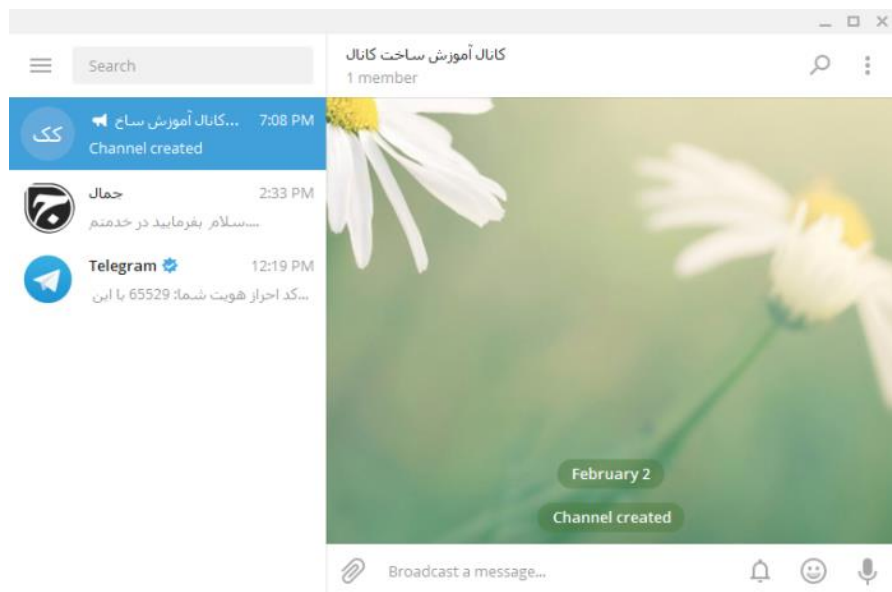 Search
کانال آموزش ساخت کانال
1 member
کک
کانال آموزش ساخ... 7:08 PM
Channel created
ج
جمال 2:33 PM
سلام بفرمایید در خدمتم....
Telegram 12:19 PM
کد احراز هویت شما: 65529 با این...
February 2
Channel created
Broadcast a message...